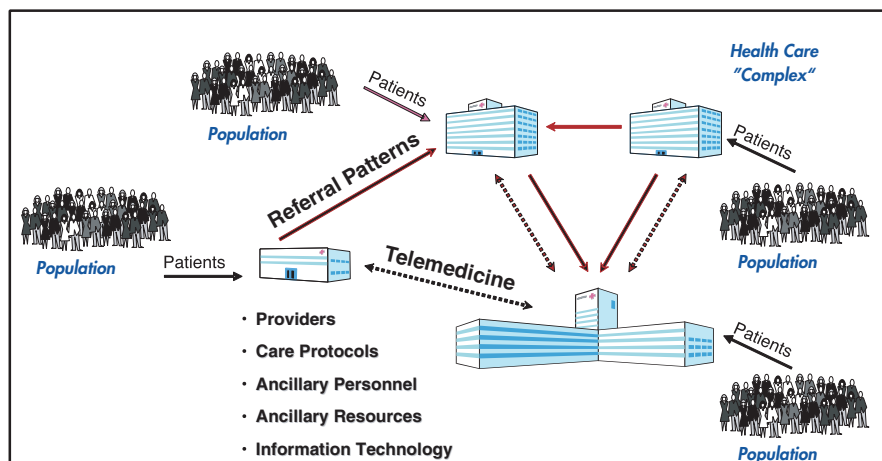 Health Care
"Complex“
Patients
Population
Patients
Referral Patterns
Population
Patients
Telemedicine
Population
• Providers
• Care Protocols
• Ancillary Personnel
• Ancillary Resources
• Information Technology
Patients
Population